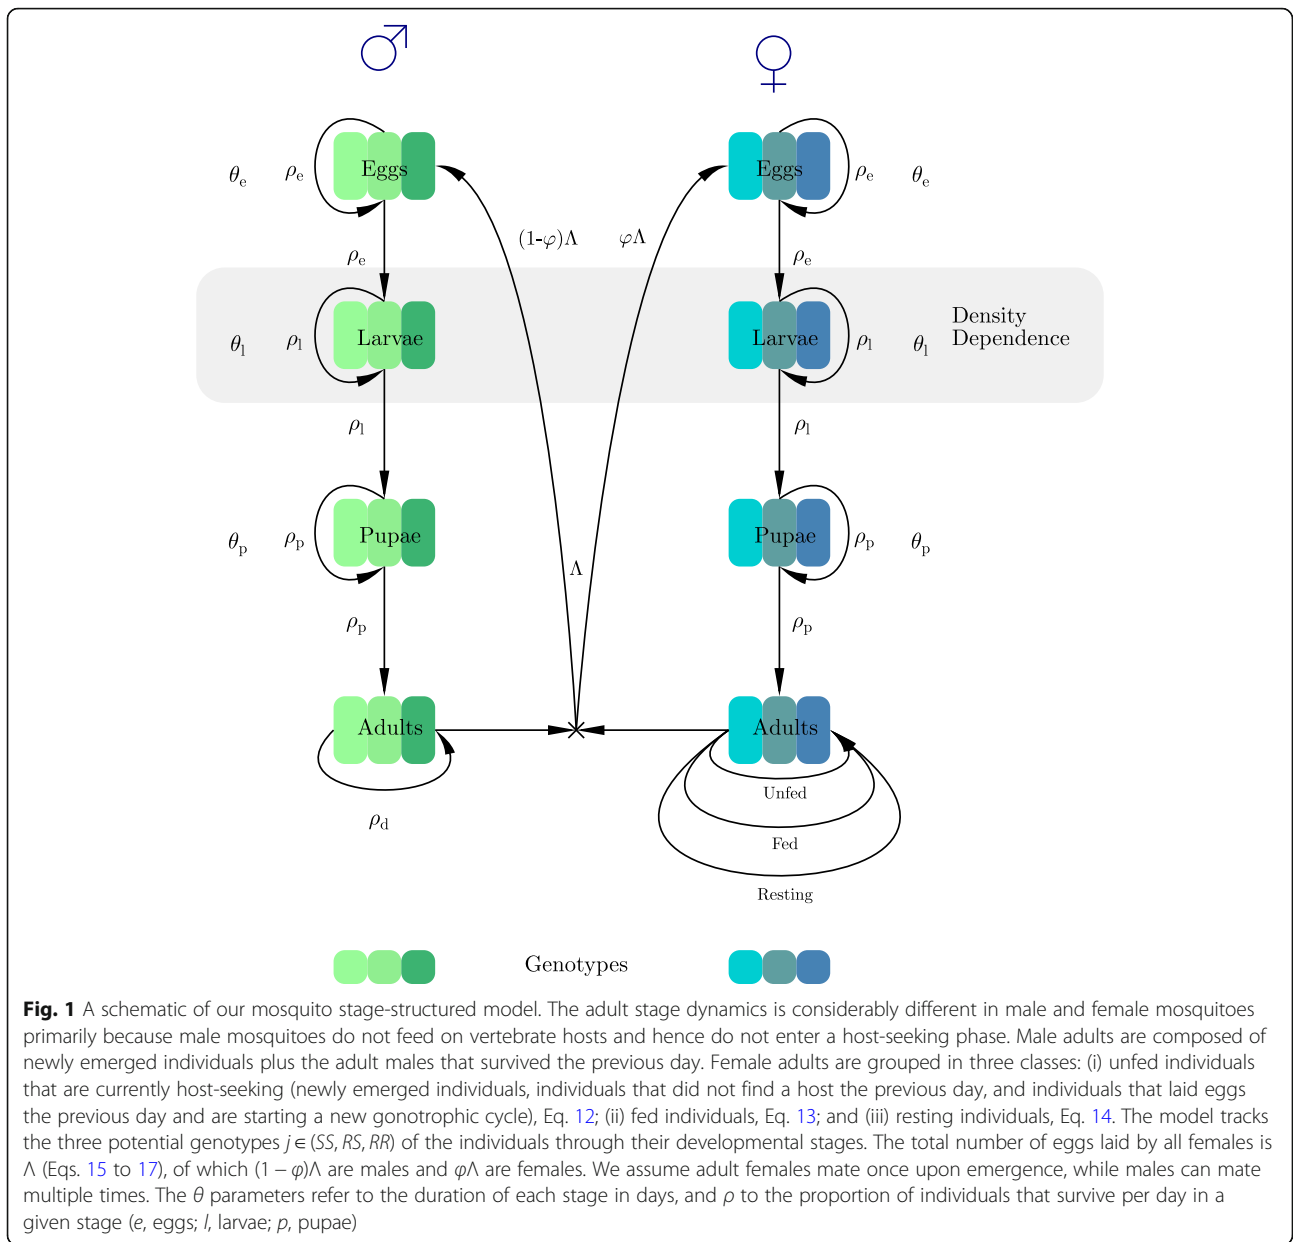 ♂ ♀
Eggs Eggs
θe ρe ρe θe
(1-φ)Λ φΛ
ρe ρe
Density
Dependence
Larvae Larvae
θl ρl ρl θl
ρl ρl
Pupae Pupae
θp ρp ρp θp
Λ
ρp ρp
Adults Adults
Unfed
ρd
Fed
Resting
Genotypes
Fig. 1 A schematic of our mosquito stage-structured model. The adult stage dynamics is considerably different in male and female mosquitoes
primarily because male mosquitoes do not feed on vertebrate hosts and hence do not enter a host-seeking phase. Male adults are composed of
newly emerged individuals plus the adult males that survived the previous day. Female adults are grouped in three classes: (i) unfed individuals
that are currently host-seeking (newly emerged individuals, individuals that did not find a host the previous day, and individuals that laid eggs
the previous day and are starting a new gonotrophic cycle), Eq. 12; (ii) fed individuals, Eq. 13; and (iii) resting individuals, Eq. 14. The model tracks
the three potential genotypes j ∈ (SS, RS, RR) of the individuals through their developmental stages. The total number of eggs laid by all females is
Λ (Eqs. 15 to 17), of which (1 − φ)Λ are males and φΛ are females. We assume adult females mate once upon emergence, while males can mate
multiple times. The θ parameters refer to the duration of each stage in days, and ρ to the proportion of individuals that survive per day in a
given stage (e, eggs; l, larvae; p, pupae)